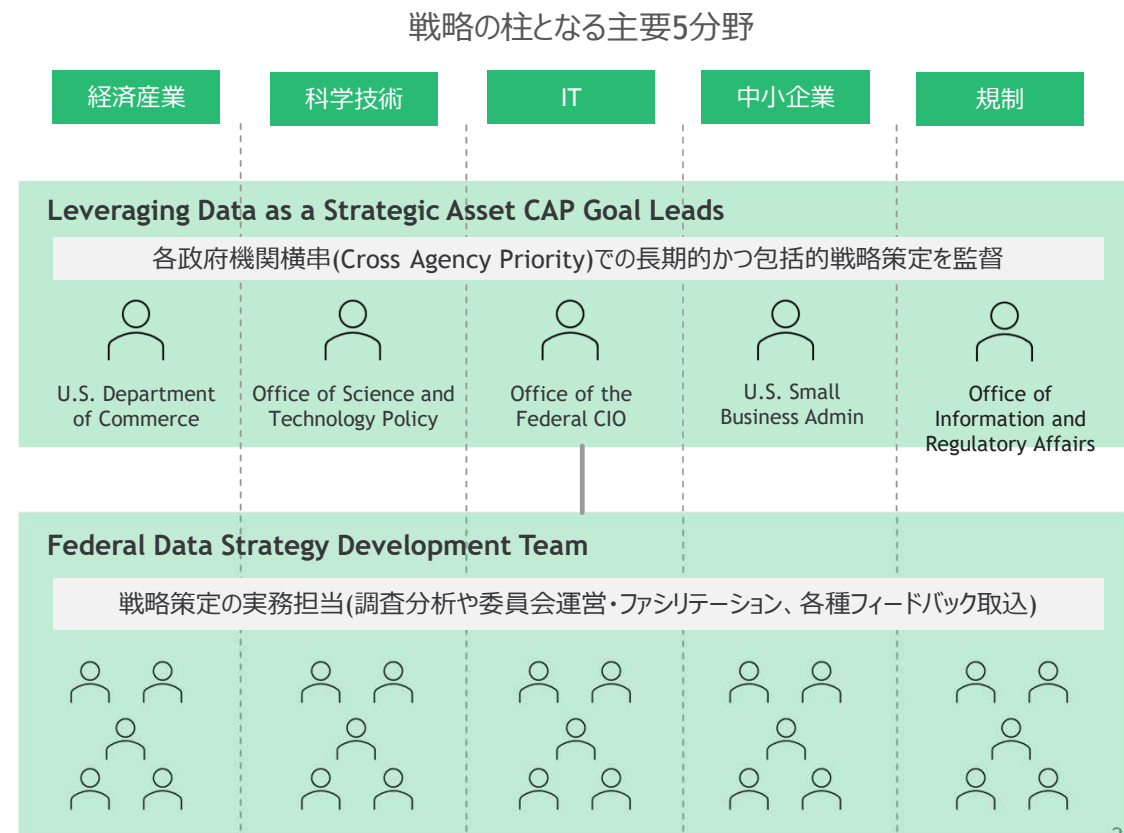 戦略の柱となる主要5分野
経済産業
科学技術
IT
中小企業
規制
Leveraging Data as a Strategic Asset CAP Goal Leads
各政府機関横串(Cross Agency Priority)での長期的かつ包括的戦略策定を監督
U.S. Department
of Commerce
Office of Science and
Technology Policy
Office of the
Federal CIO
U.S. Small
Business Admin
Office of
Information and
Regulatory Affairs
Federal Data Strategy Development Team
戦略策定の実務担当(調査分析や委員会運営・ファシリテーション、各種フィードバック取込)